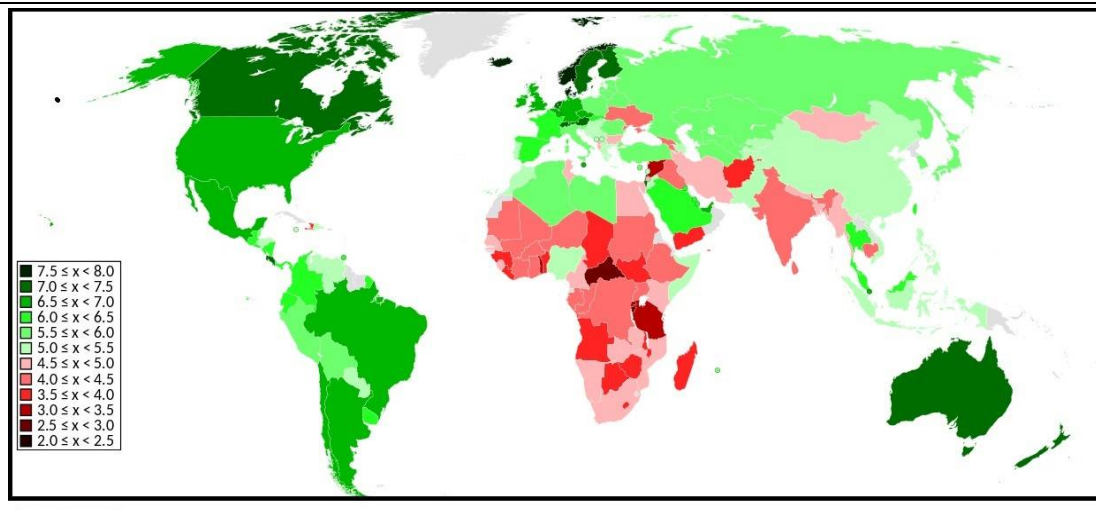 7.5 ≤ x < 8.0
7.0 ≤ x < 7.5
6.5 ≤ x < 7.0
6.0 ≤ x < 6.5
5.5 ≤ x < 6.0
5.0 ≤ x < 5.5
4.5 ≤ x < 5.0
4.0 ≤ x < 4.5
3.5 ≤ x < 4.0
3.0 ≤ x < 3.5
2.5 ≤ x < 3.0
2.0 ≤ x < 2.5